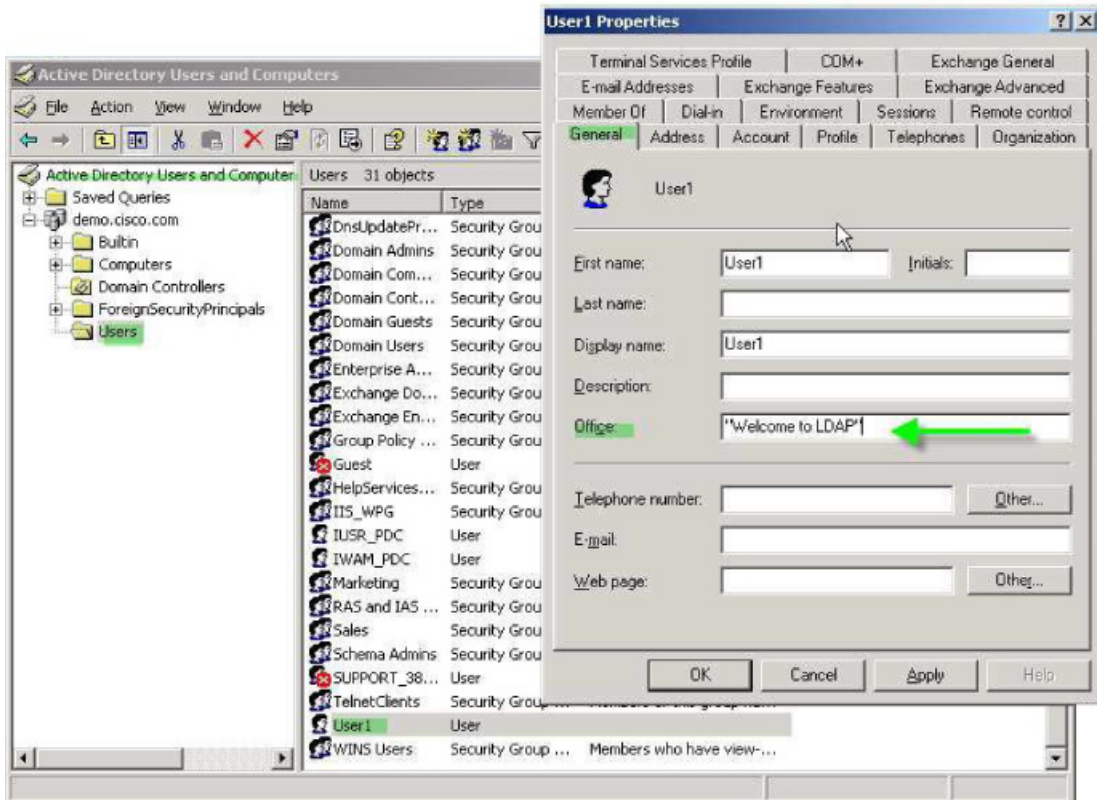 User1 Properties
Terminal Services Profile COM+ Exchange General
E-mail Addresses Exchange Features Exchange Advanced
Member Of Dial-in Environment Sessions Remote control
General Address Account Profile Telephones Organization
User1
First name: User1 Initials:
Last name:
Display name: User1
Description:
Office: "Welcome to LDAP"
Telephone number: Other...
E-mail:
Web page: Other...
OK Cancel Apply Help
Active Directory Users and Computers
File Action View Window Help
Active Directory Users and Computer
Saved Queries
demo.cisco.com
Builtin
Computers
Domain Controllers
ForeignSecurityPrincipals
Users
Users 31 objects
Name Type
DnsUpdatePr... Security Grou
Domain Admins Security Grou
Domain Com... Security Grou
Domain Cont... Security Grou
Domain Guests Security Grou
Domain Users Security Grou
Enterprise A... Security Grou
Exchange Do... Security Grou
Exchange En... Security Grou
Group Policy ... Security Grou
Guest User
HelpServices... Security Grou
IIS_WPG Security Grou
IUSR_PDC User
IWAM_PDC User
Marketing Security Grou
RAS and IAS ... Security Grou
Sales Security Grou
Schema Admins Security Grou
SUPPORT_38... User
TelnetClients Security Group ... Members of this group ha...
User1 User
WINS Users Security Group ... Members who have view-...